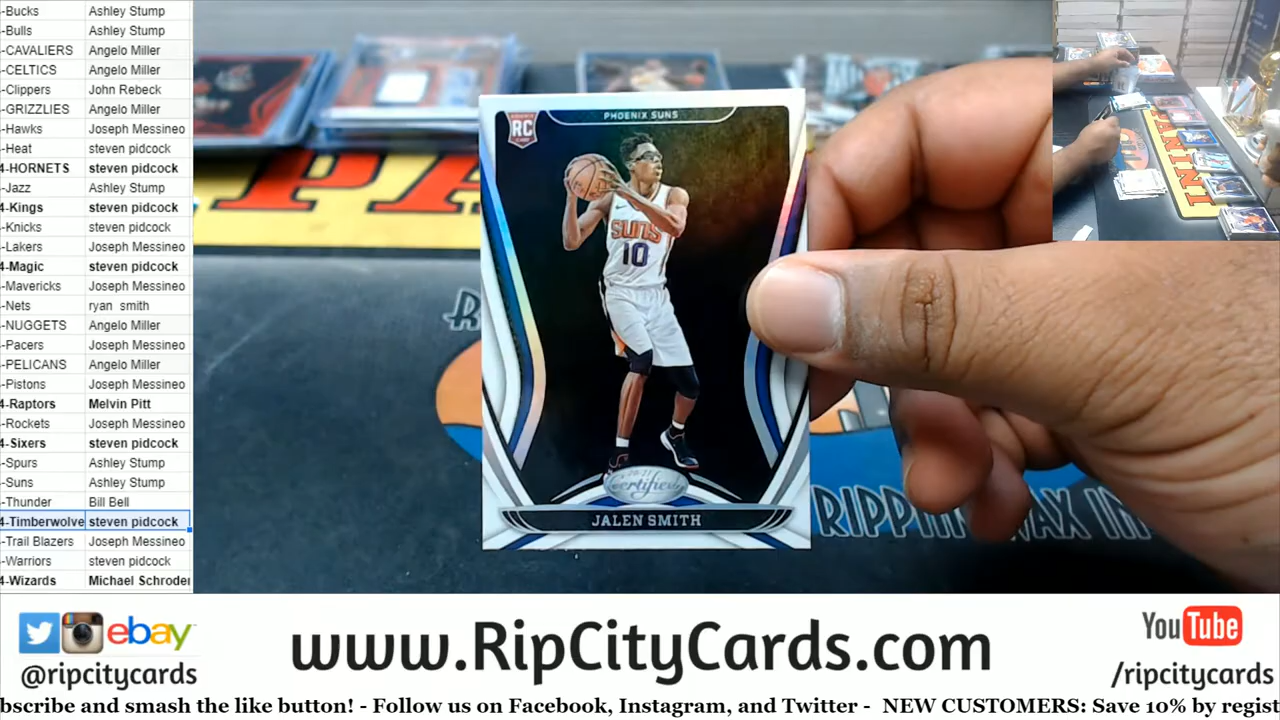 -Bucks Ashley Stump
-Bulls Ashley Stump
-CAVALIERS Angelo Miller
-CELTICS Angelo Miller
-Clippers John Rebeck
-GRIZZLIES Angelo Miller
-Hawks Joseph Messineo
-Heat steven pidcock
4-HORNETS steven pidcock
-Jazz Ashley Stump
4-Kings steven pidcock
-Knicks steven pidcock
-Lakers Joseph Messineo
4-Magic steven pidcock
-Mavericks Joseph Messineo
-Nets ryan smith
-NUGGETS Angelo Miller
-Pacers Joseph Messineo
-PELICANS Angelo Miller
-Pistons Joseph Messineo
4-Raptors Melvin Pitt
-Rockets Joseph Messineo
4-Sixers steven pidcock
-Spurs Ashley Stump
-Suns Ashley Stump
-Thunder Bill Bell
4-Timberwolve steven pidcock
-Trail Blazers Joseph Messineo
-Warriors steven pidcock
4-Wizards Michael Schroder
PHOENIX SUNS
RC
SUNS
10
Certified
JALEN SMITH
PA
R
RIPPIN WAX IN
PANINI
ebay
@ripcitycards
www.RipCityCards.com
YouTube
/ripcitycards
bscribe and smash the like button! - Follow us on Facebook, Instagram, and Twitter - NEW CUSTOMERS: Save 10% by regist